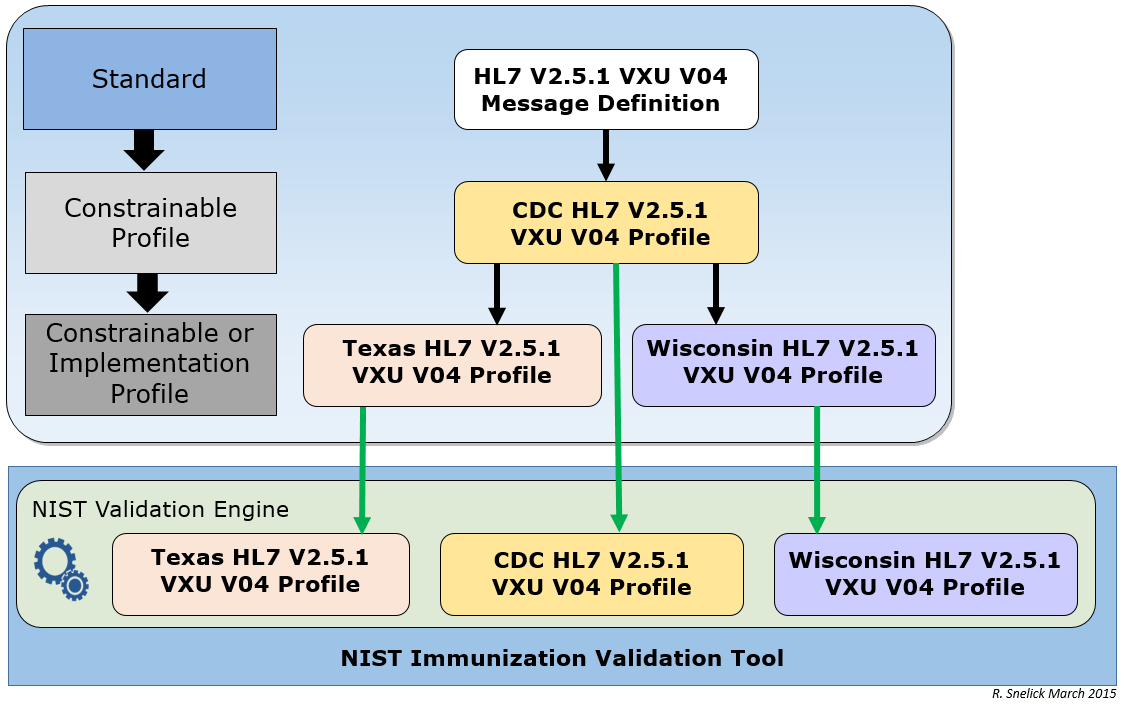 Standard
HL7 V2.5.1 VXU V04
Message Definition
Constrainable
Profile
CDC HL7 V2.5.1
VXU V04 Profile
Constrainable or
Implementation
Profile
Texas HL7 V2.5.1
VXU V04 Profile
Wisconsin HL7 V2.5.1
VXU V04 Profile
NIST Validation Engine
Texas HL7 V2.5.1
VXU V04 Profile
CDC HL7 V2.5.1
VXU V04 Profile
Wisconsin HL7 V2.5.1
VXU V04 Profile
NIST Immunization Validation Tool
R. Snelick March 2015